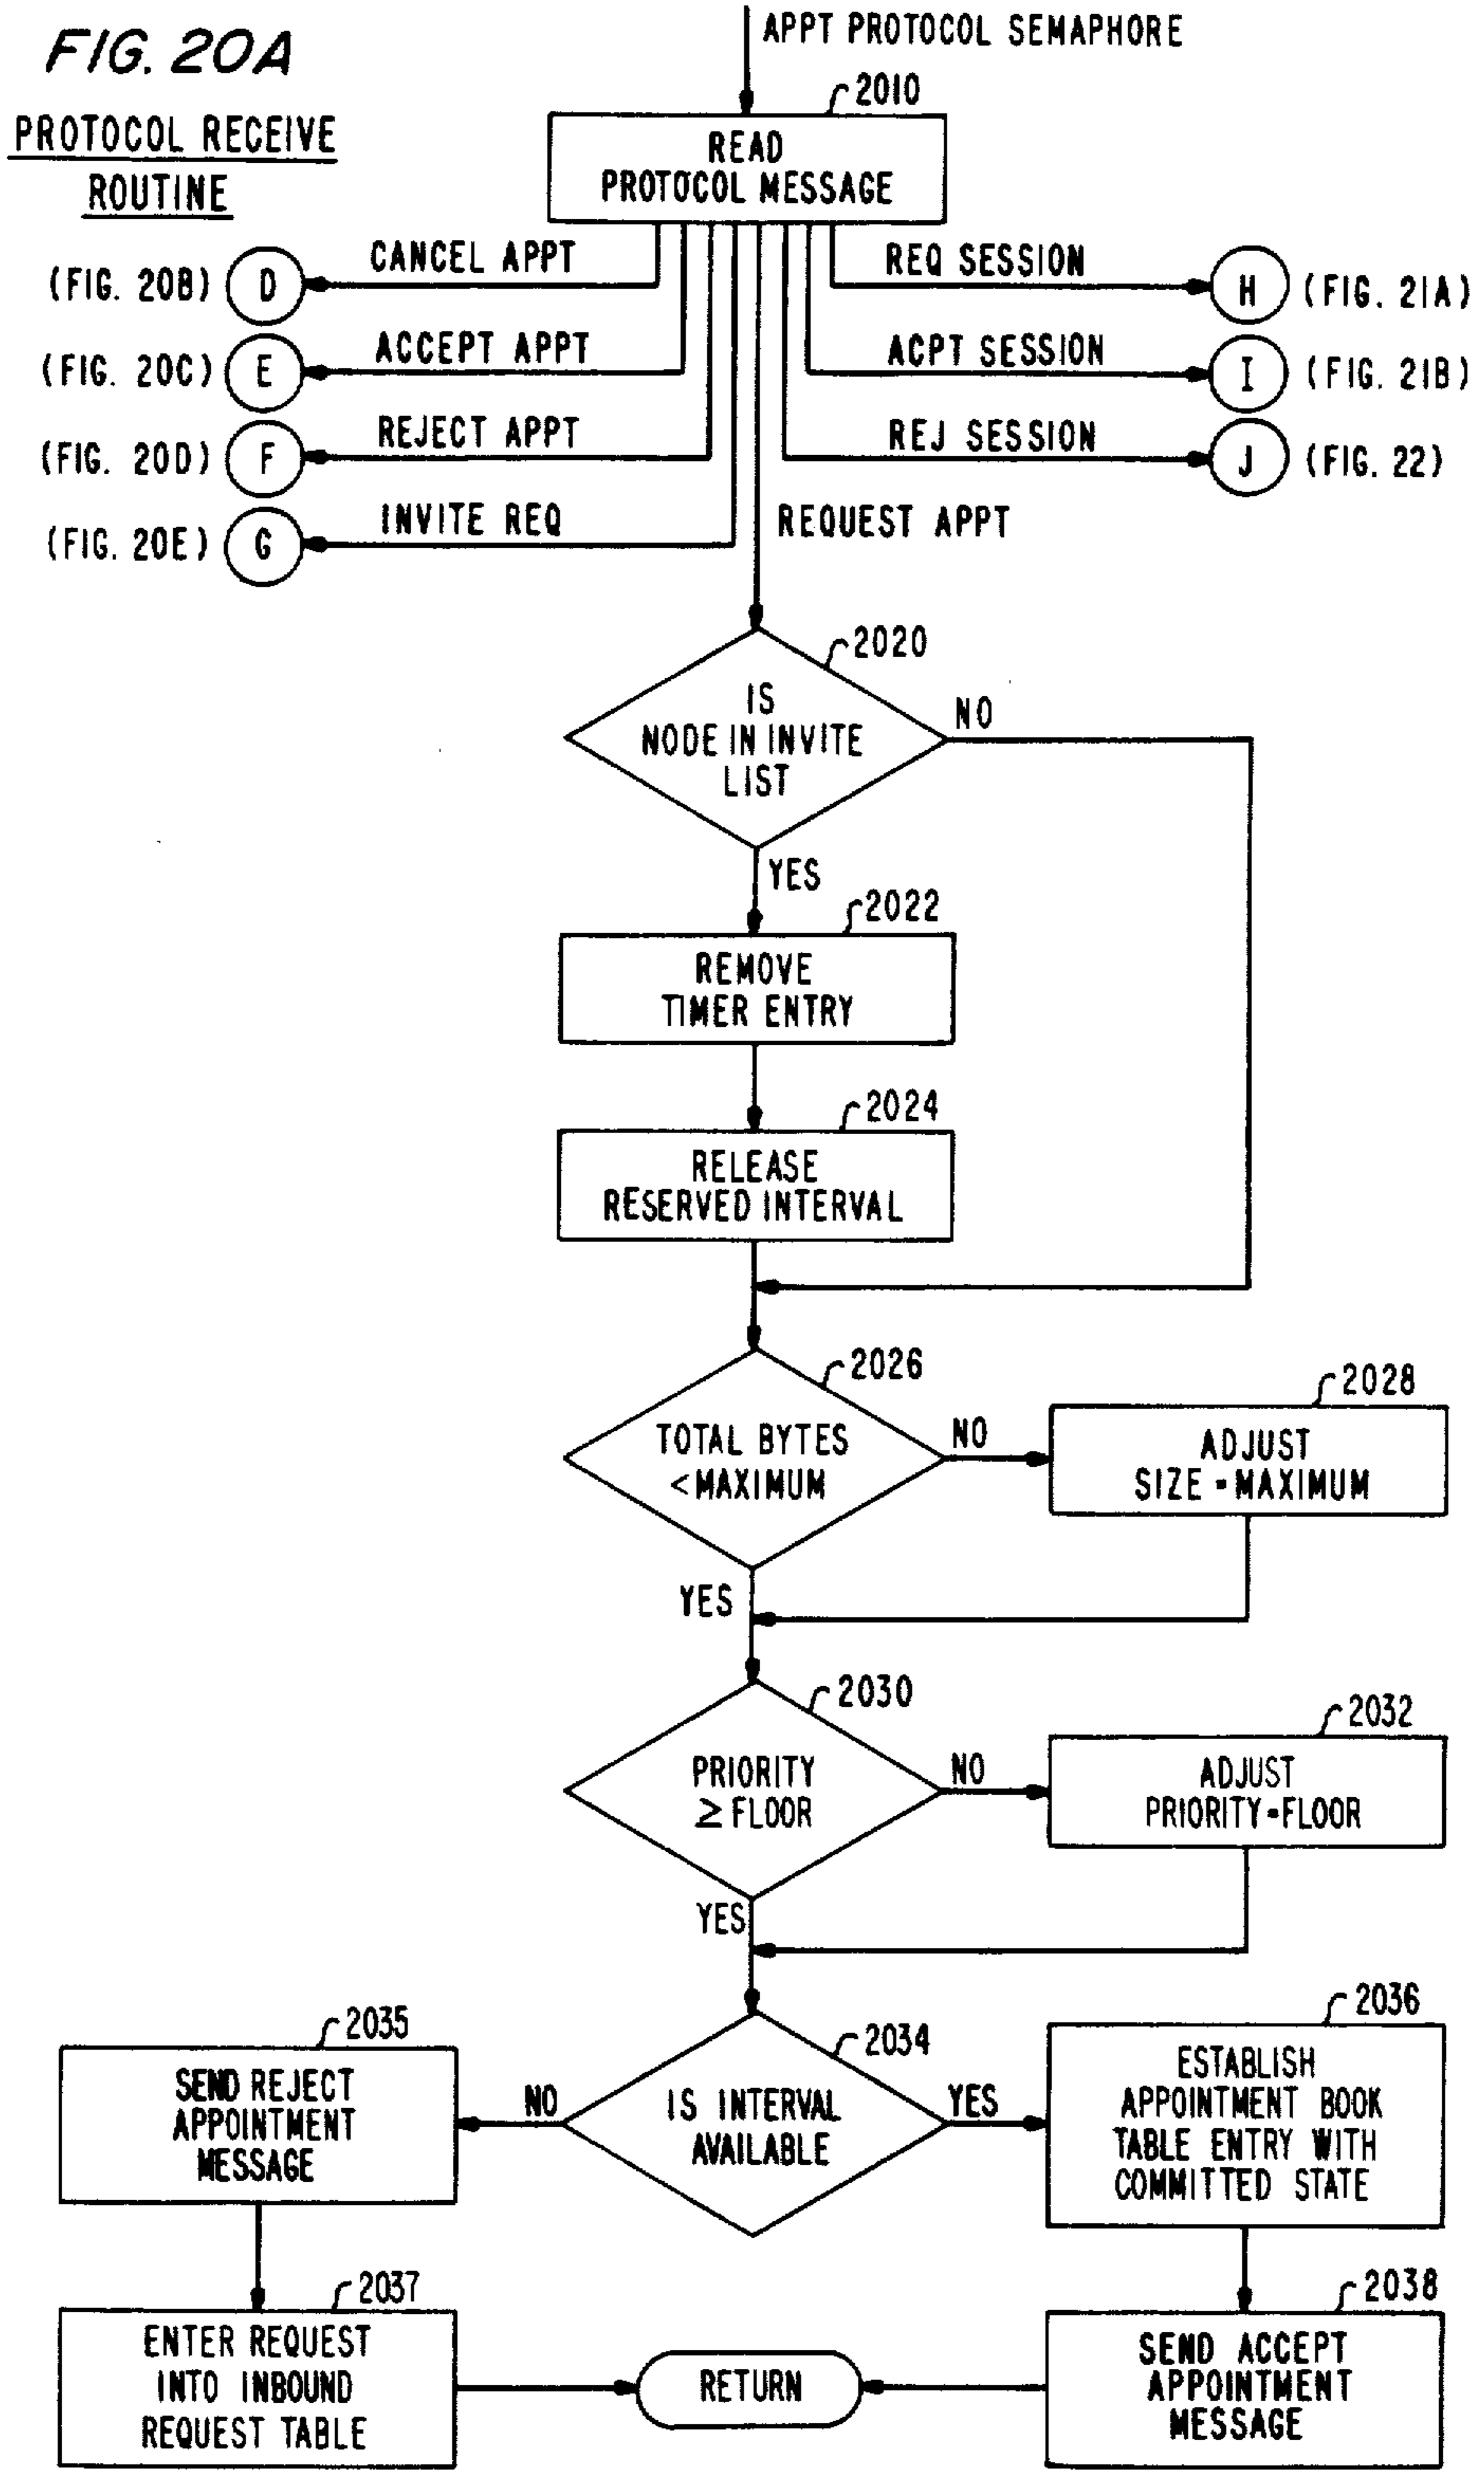 FIG. 20A
PROTOCOL RECEIVE
ROUTINE
APPT PROTOCOL SEMAPHORE
2010
READ
PROTOCOL MESSAGE
(FIG. 20B) D CANCEL APPT
REQ SESSION H (FIG. 21A)
(FIG. 20C) E ACCEPT APPT
ACPT SESSION I (FIG. 21B)
(FIG. 20D) F REJECT APPT
REJ SESSION J (FIG. 22)
(FIG. 20E) G INVITE REQ
REQUEST APPT
2020
IS
NODE IN INVITE
LIST
NO
YES
2022
REMOVE
TIMER ENTRY
2024
RELEASE
RESERVED INTERVAL
2026
TOTAL BYTES
<MAXIMUM
NO
2028
ADJUST
SIZE=MAXIMUM
YES
2030
PRIORITY
≥ FLOOR
NO
2032
ADJUST
PRIORITY=FLOOR
YES
2034
IS INTERVAL
AVAILABLE
NO
YES
2035
SEND REJECT
APPOINTMENT
MESSAGE
2036
ESTABLISH
APPOINTMENT BOOK
TABLE ENTRY WITH
COMMITTED STATE
2037
ENTER REQUEST
INTO INBOUND
REQUEST TABLE
RETURN
2038
SEND ACCEPT
APPOINTMENT
MESSAGE